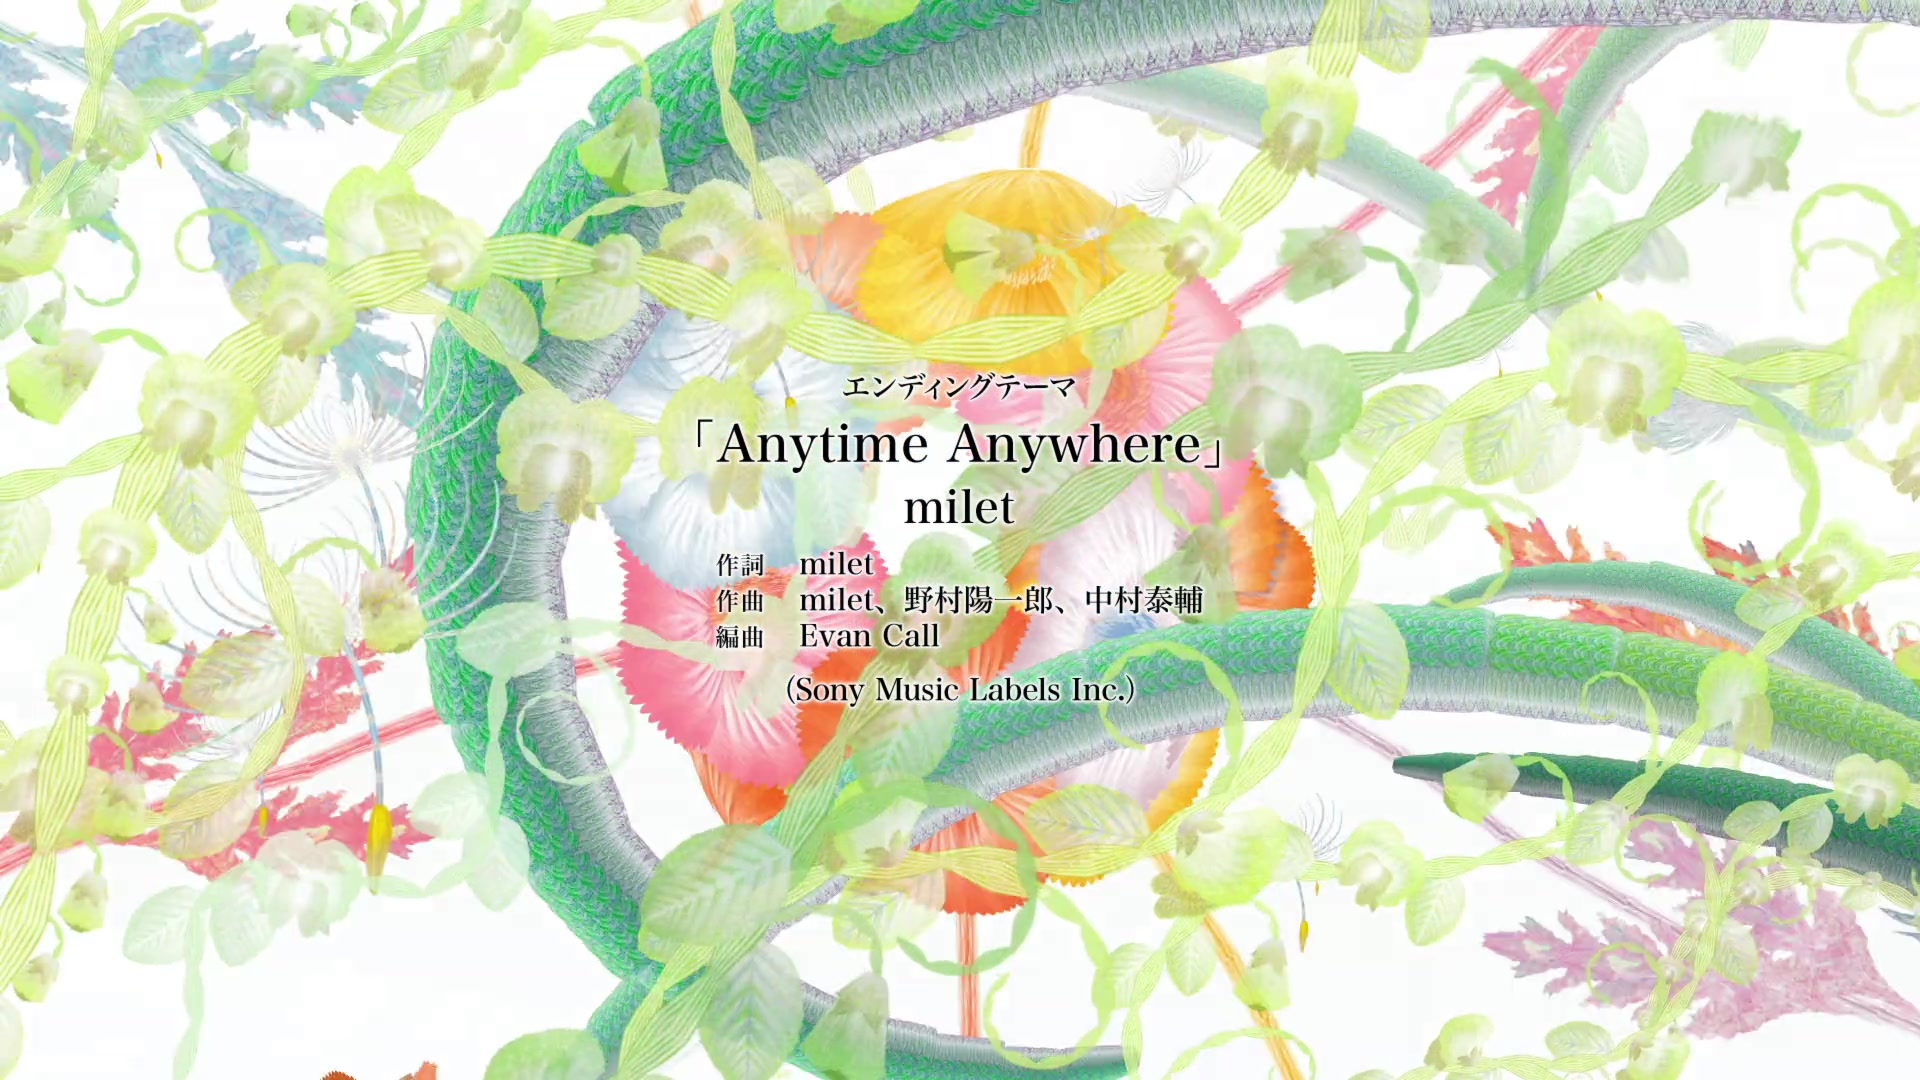 エンディングテーマ
「Anytime Anywhere」
milet
作詞 milet
作曲 milet、野村陽一郎、中村泰輔
編曲 Evan Call
(Sony Music Labels Inc.)